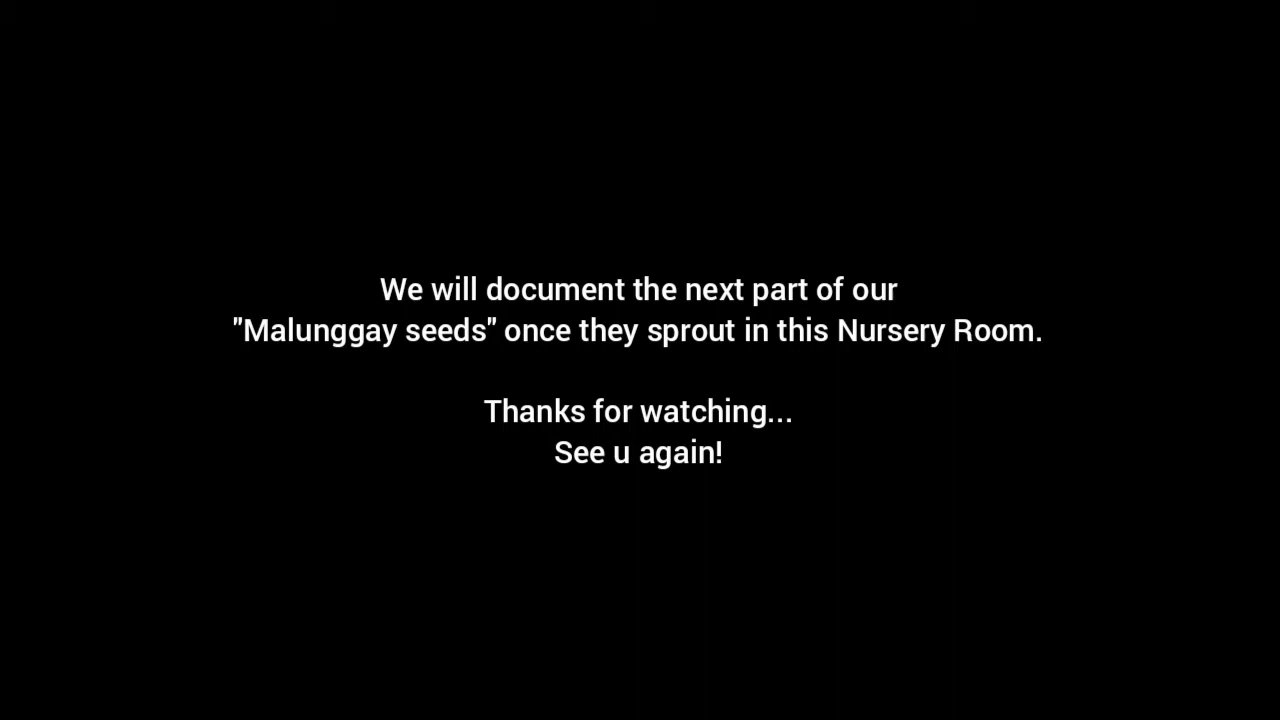 We will document the next part of our
"Malunggay seeds" once they sprout in this Nursery Room.
Thanks for watching...
See u again!